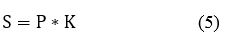 S = P * K (5)